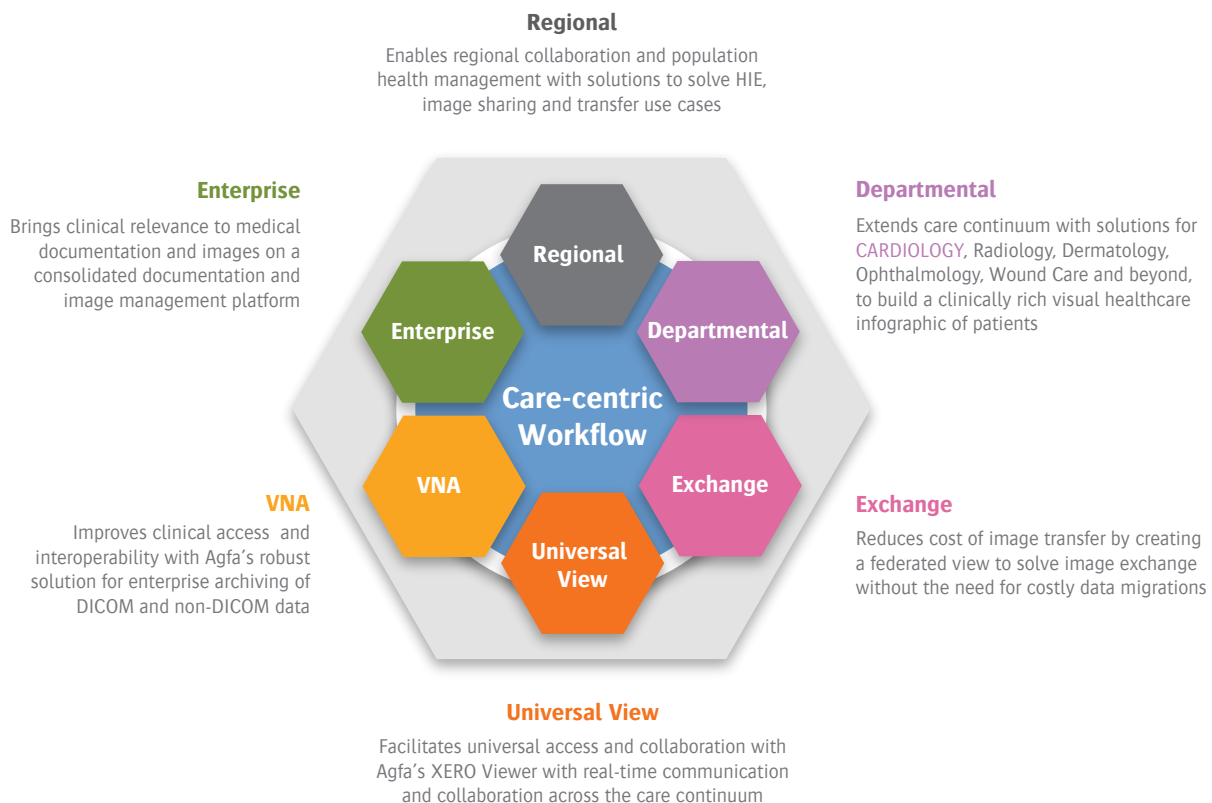 Regional
Enables regional collaboration and population
health management with solutions to solve HIE,
image sharing and transfer use cases
Enterprise
Brings clinical relevance to medical
documentation and images on a
consolidated documentation and
image management platform
Departmental
Extends care continuum with solutions for
CARDIOLOGY, Radiology, Dermatology,
Ophthalmology, Wound Care and beyond,
to build a clinically rich visual healthcare
infographic of patients
Regional
Enterprise
Departmental
Care-centric
Workflow
VNA
Exchange
Universal
View
VNA
Improves clinical access and
interoperability with Agfa's robust
solution for enterprise archiving of
DICOM and non-DICOM data
Exchange
Reduces cost of image transfer by creating
a federated view to solve image exchange
without the need for costly data migrations
Universal View
Facilitates universal access and collaboration with
Agfa's XERO Viewer with real-time communication
and collaboration across the care continuum